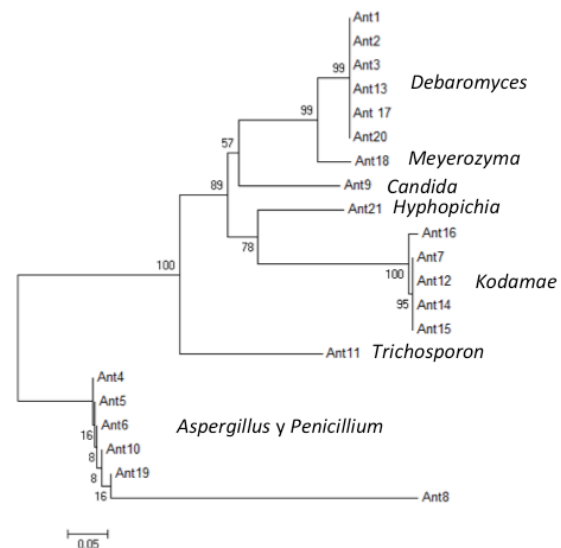 Ant1
Ant2
99
Ant3
Debaromyces
Ant13
99
Ant 17
Ant20
57
Ant18 Meyerozyma
89
Ant9 Candida
Ant21 Hyphopichia
78
Ant16
Ant7
100
100
Ant12
Kodamae
95
Ant14
Ant15
Ant11 Trichosporon
Ant4
Ant5
Ant6
Aspergillus y Penicillium
16
Ant10
8
Ant19
8
16
Ant8
0.05